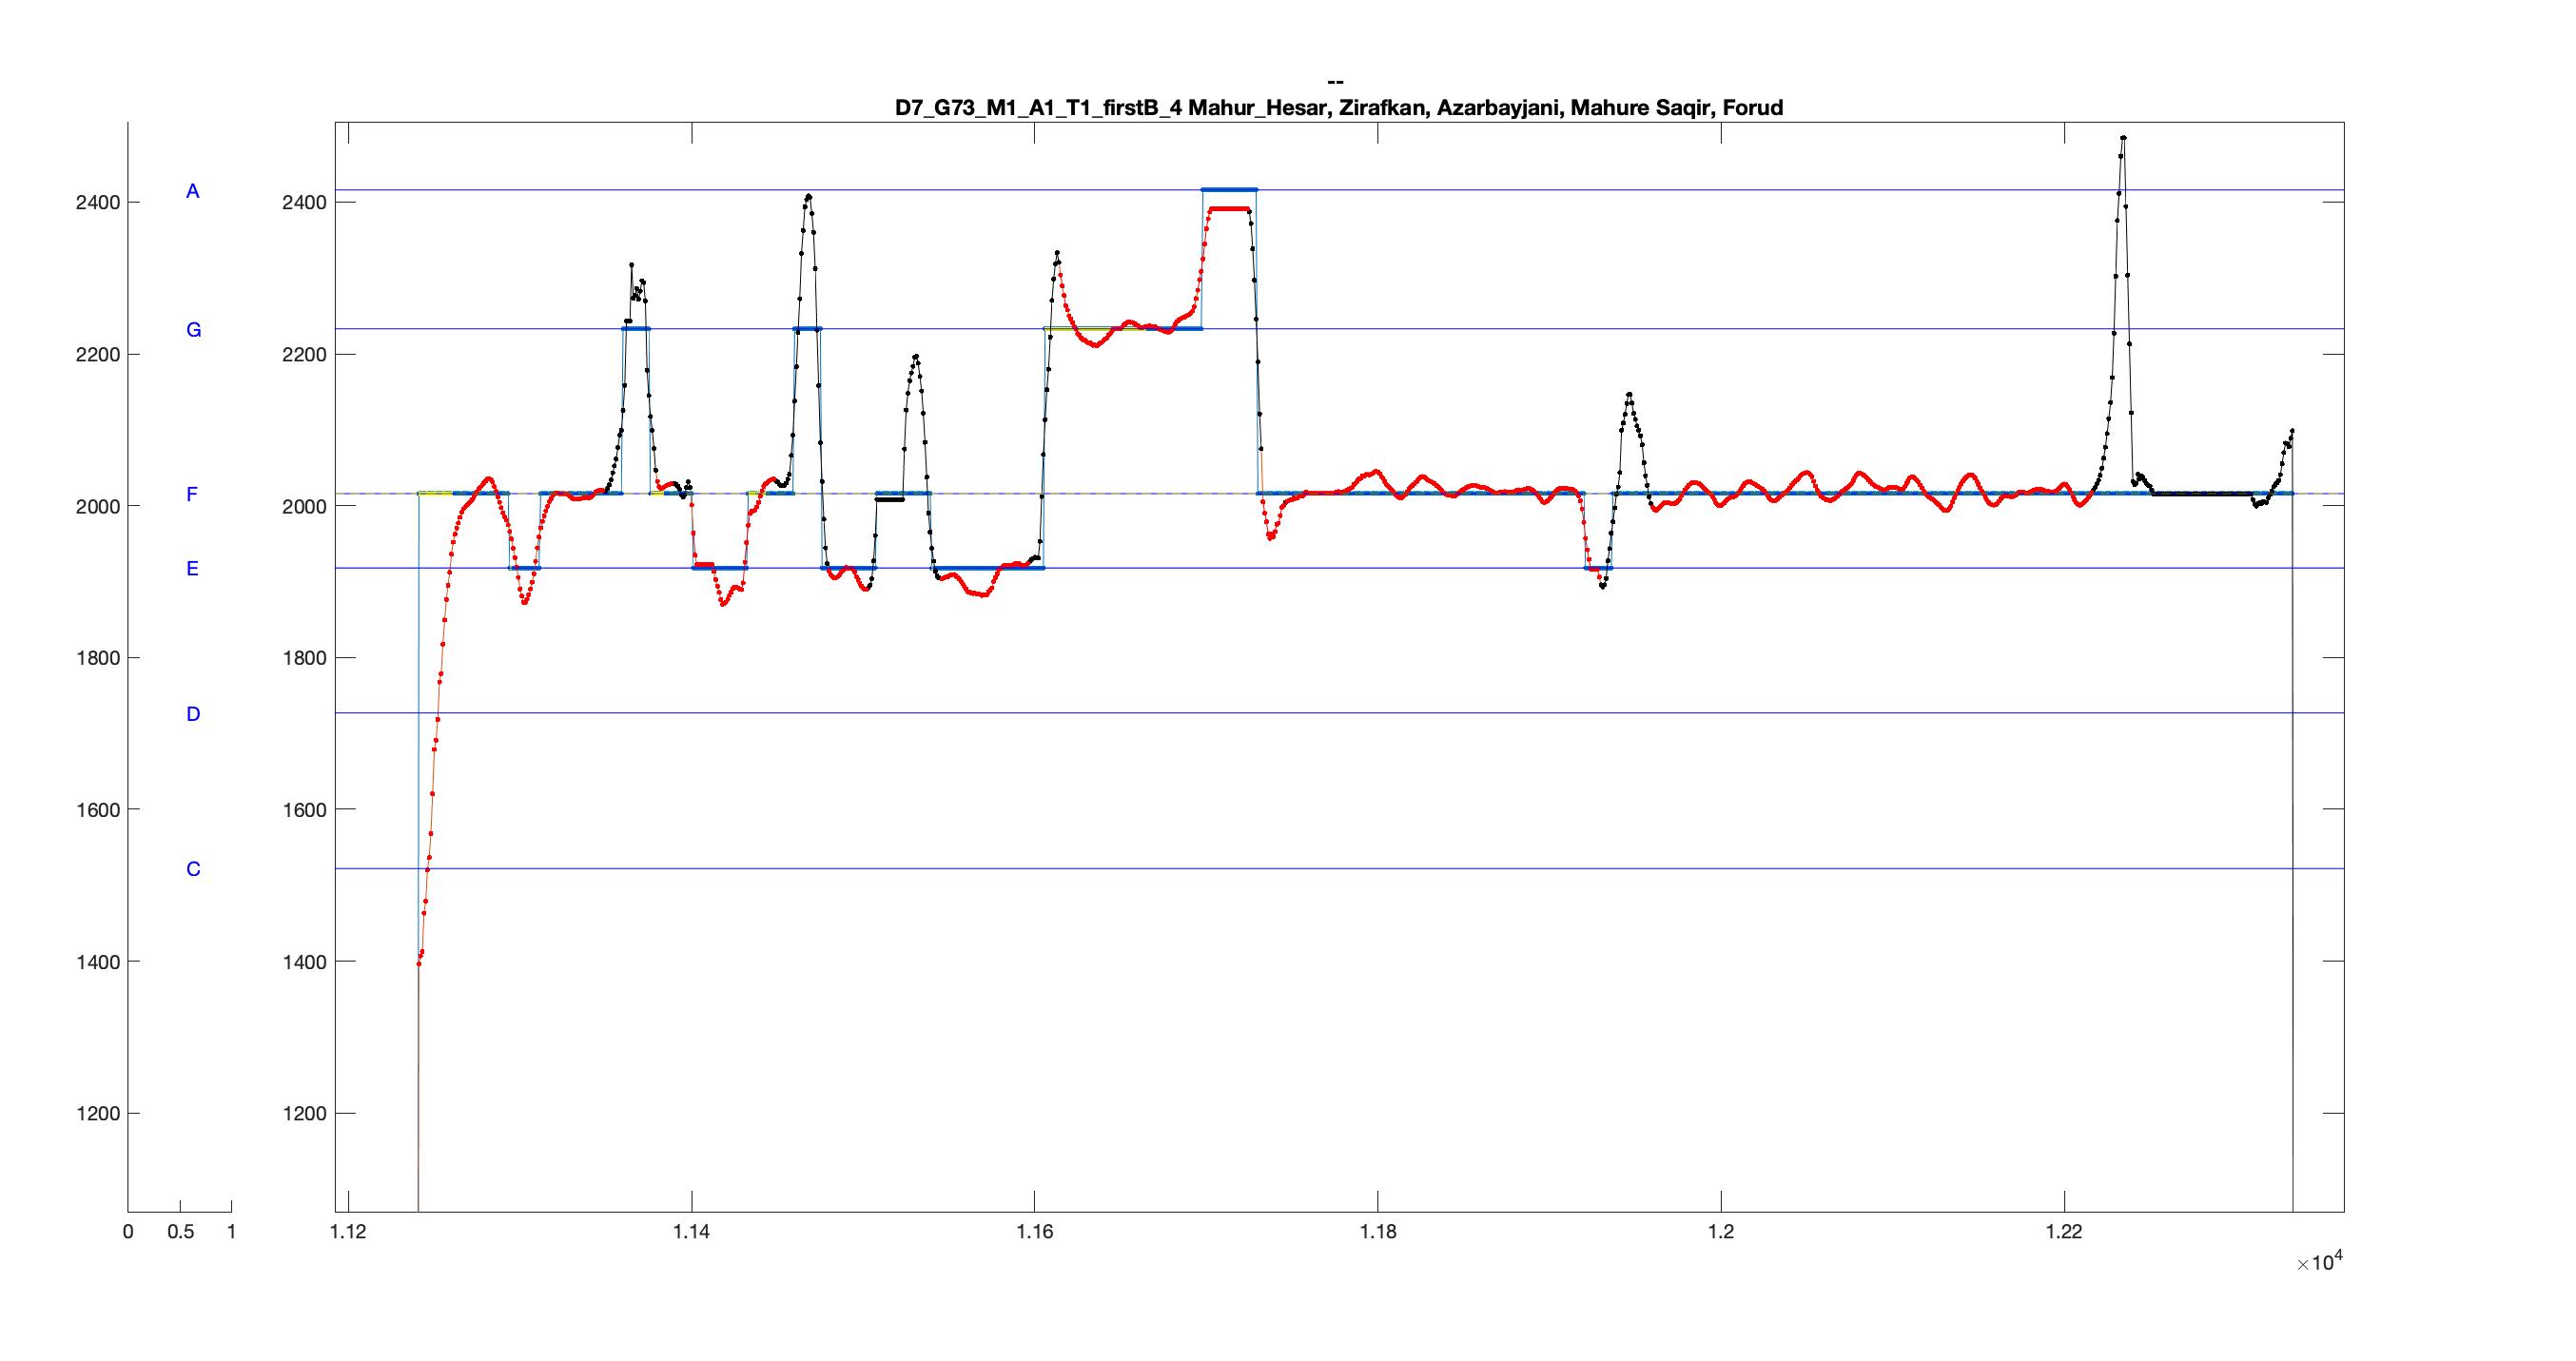 --
D7_G73_M1_A1_T1_firstB_4 Mahur_Hesar, Zirafkan, Azarbayjani, Mahure Saqir, Forud
2400 A 2400
2200 G 2200
2000 F 2000
E
1800 1800
D
1600 1600
C
1400 1400
1200 1200
0 0.5 1 1.12 1.14 1.16 1.18 1.2 1.22
×10⁴